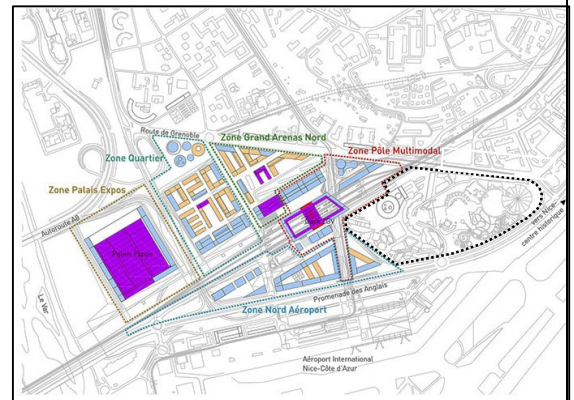 Route de Grenoble
Zone Grand Arenas Nord
Zone Pôle Multimodal
Zone Quartier
Zone Palais Expos
Autoroute A8
Palais Expos
Le Var
vers Nice-
centre historique
Promenade des Anglais
Zone Nord Aéroport
Aéroport International
Nice-Côte d'Azur